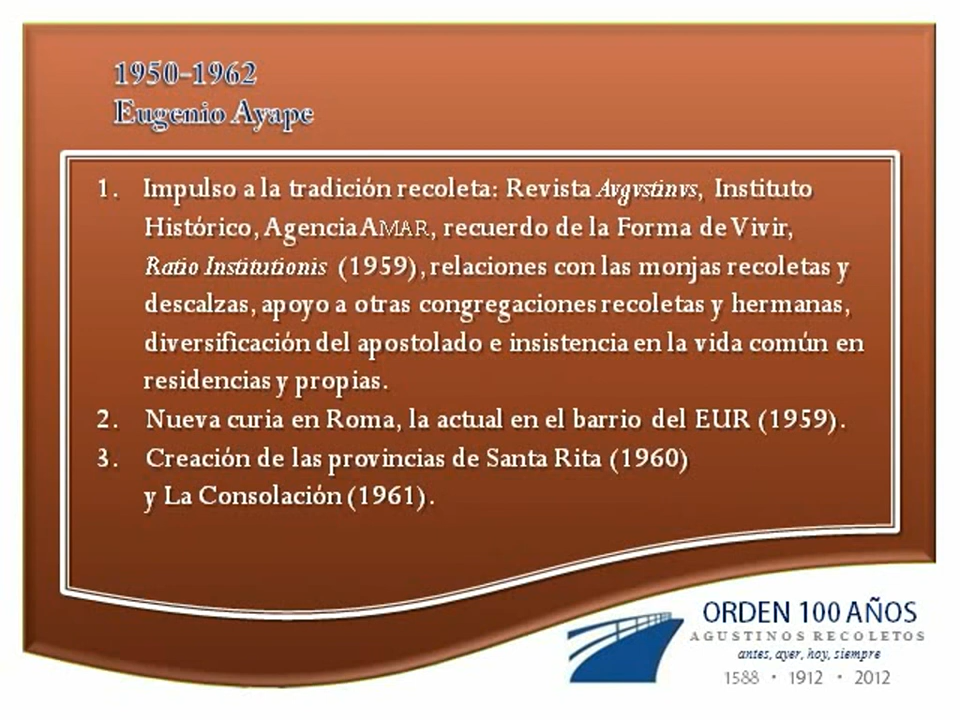 1950-1962
Eugenio Ayape
1. Impulso a la tradición recoleta: Revista Avgvstinvs, Instituto
Histórico, Agencia AMAR, recuerdo de la Forma de Vivir,
Ratio Institutionis (1959), relaciones con las monjas recoletas y
descalzas, apoyo a otras congregaciones recoletas y hermanas,
diversificación del apostolado e insistencia en la vida común en
residencias y propias.
2. Nueva curia en Roma, la actual en el barrio del EUR (1959).
3. Creación de las provincias de Santa Rita (1960)
y La Consolación (1961).
ORDEN 100 AÑOS
AGUSTINOS RECOLETOS
antes, ayer, hoy, siempre
1588 · 1912 · 2012